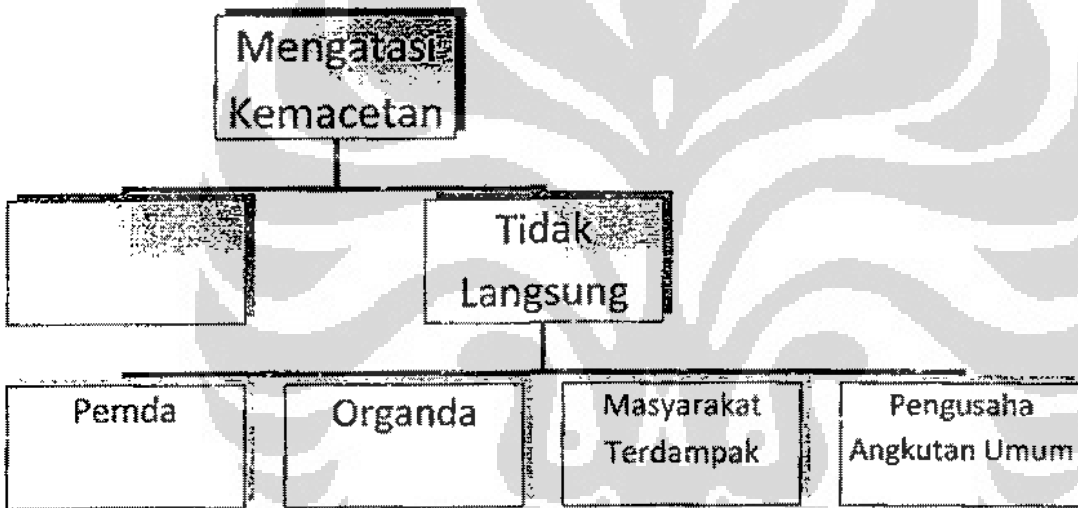 Mengatasi
Kemacetan
Tidak
Langsung
Pemda
Organda
Masyarakat
Terdampak
Pengusaha
Angkutan Umum